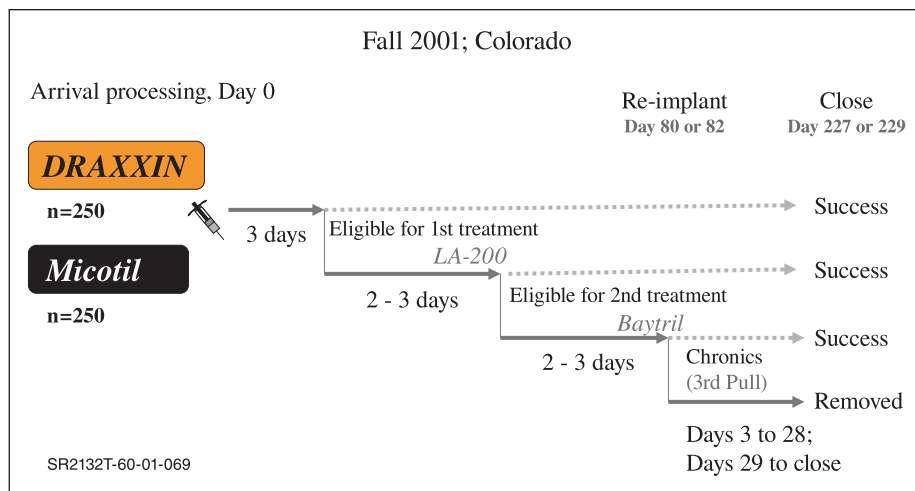 Fall 2001; Colorado
Arrival processing, Day 0
Re-implant
Day 80 or 82
Close
Day 227 or 229
DRAXXIN
n=250
Success
3 days
Eligible for 1st treatment
LA-200
Micotil
Success
n=250
2 - 3 days
Eligible for 2nd treatment
Baytril
Success
2 - 3 days
Chronics
(3rd Pull)
Removed
Days 3 to 28;
Days 29 to close
SR2132T-60-01-069